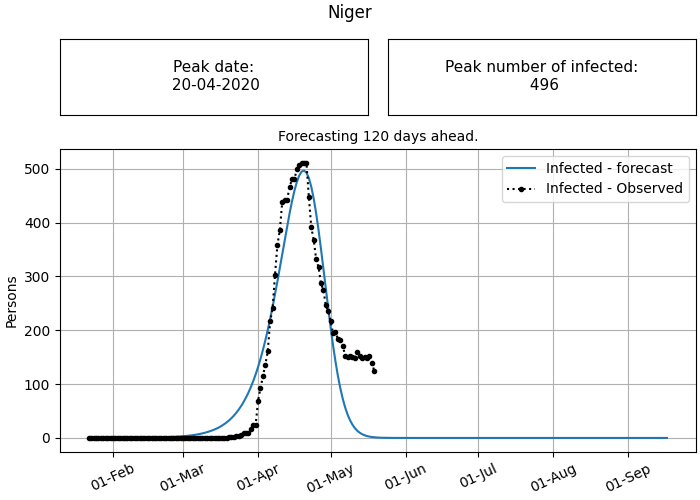 Niger
Peak date:
20-04-2020
Peak number of infected:
496
Forecasting 120 days ahead.
Infected - forecast
Infected - Observed
Persons
500
400
300
200
100
0
01-Feb
01-Mar
01-Apr
01-May
01-Jun
01-Jul
01-Aug
01-Sep